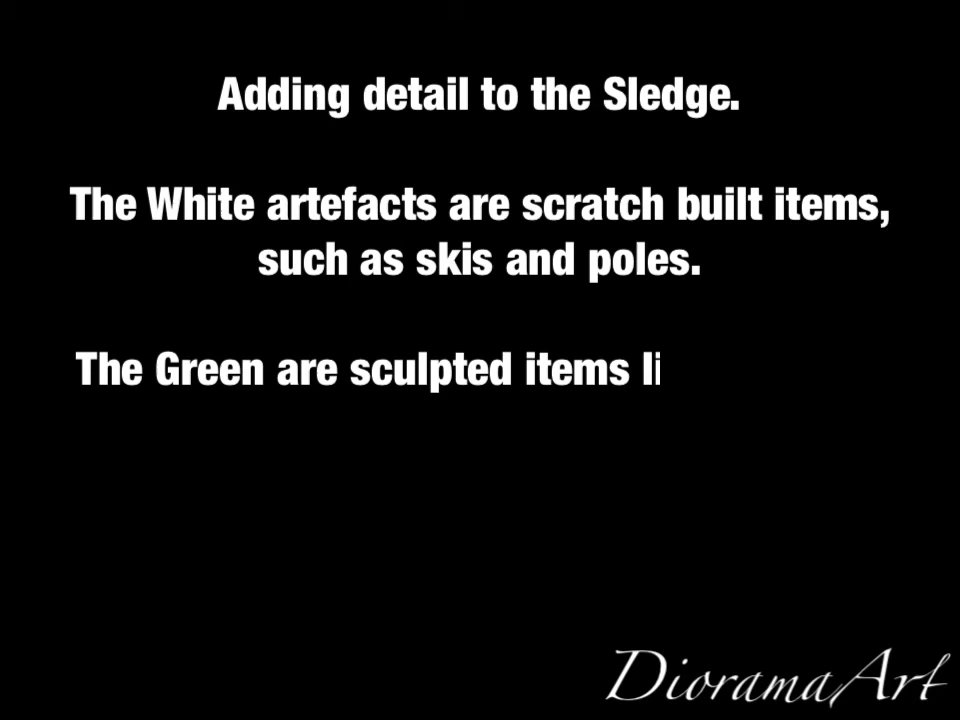 Adding detail to the Sledge.
The White artefacts are scratch built items,
such as skis and poles.
The Green are sculpted items li
DioramaArt